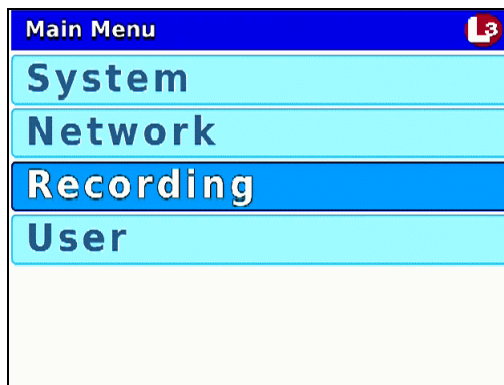 Main Menu
L3
System
Network
Recording
User